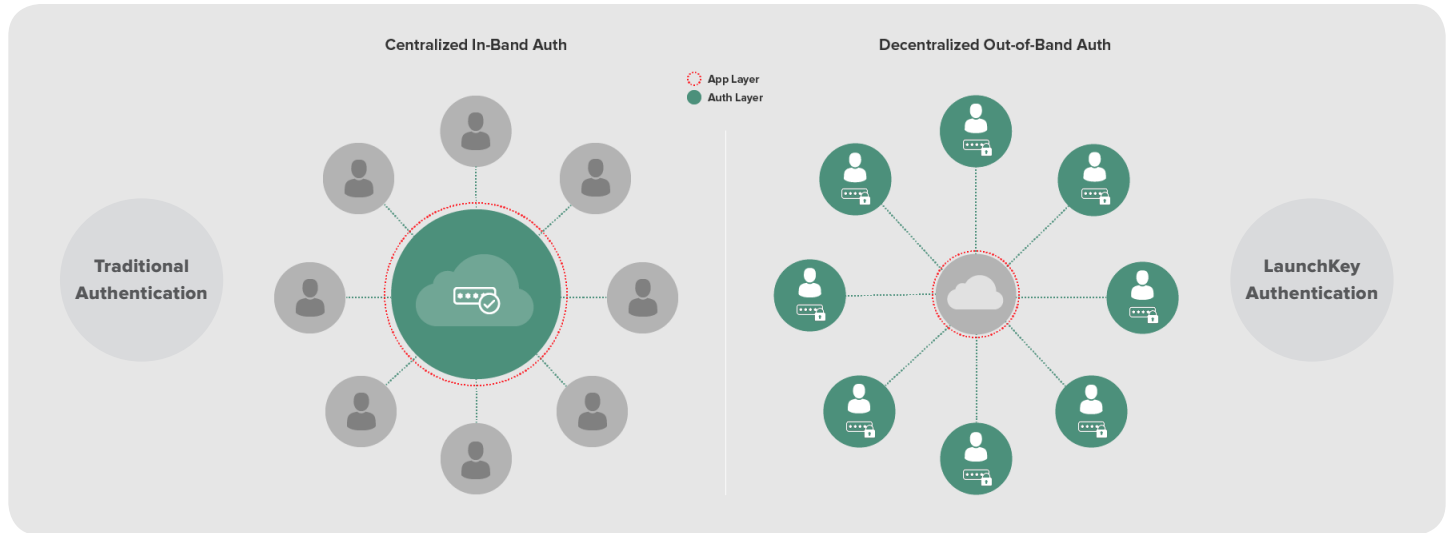 Centralized In-Band Auth
Decentralized Out-of-Band Auth
App Layer
Auth Layer
Traditional
Authentication
LaunchKey
Authentication